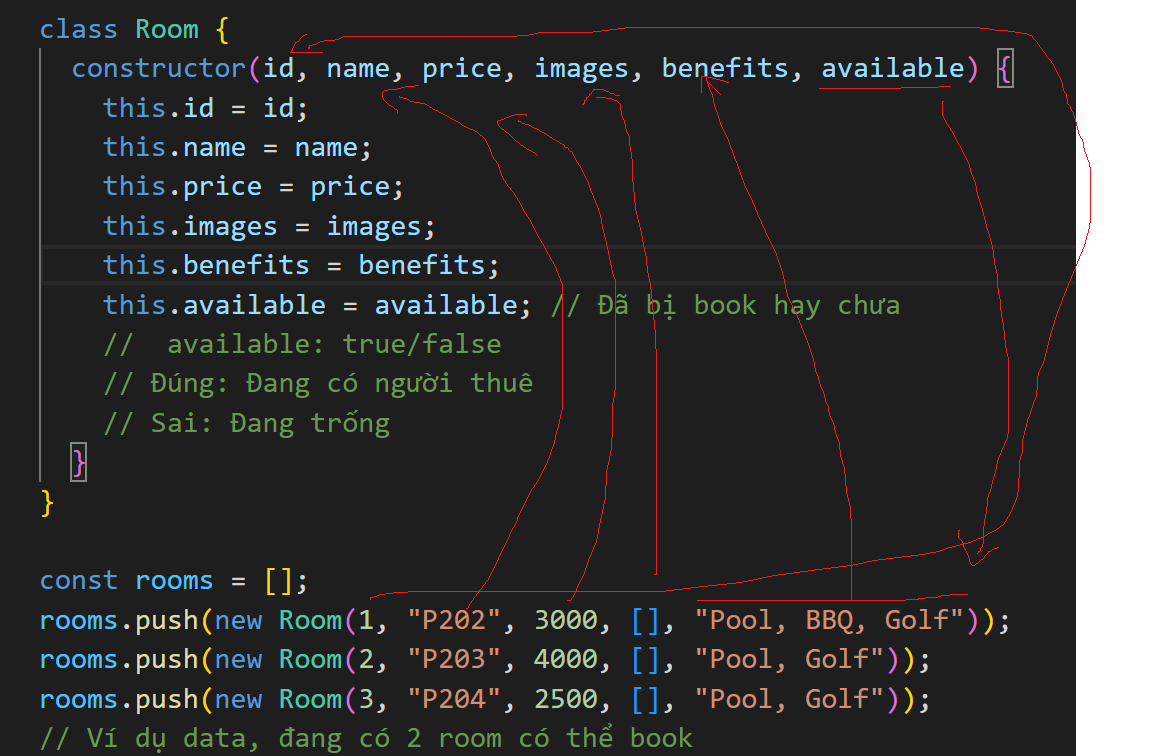 class Room {
constructor(id, name, price, images, benefits, available) {
this.id = id;
this.name = name;
this.price = price;
this.images = images;
this.benefits = benefits;
this.available = available; // Đã bị book hay chưa
//  available: true/false
// Đúng: Đang có người thuê
// Sai: Đang trống
}
}
const rooms = [];
rooms.push(new Room(1, "P202", 3000, [], "Pool, BBQ, Golf"));
rooms.push(new Room(2, "P203", 4000, [], "Pool, Golf"));
rooms.push(new Room(3, "P204", 2500, [], "Pool, Golf"));
// Ví dụ data, đang có 2 room có thể book